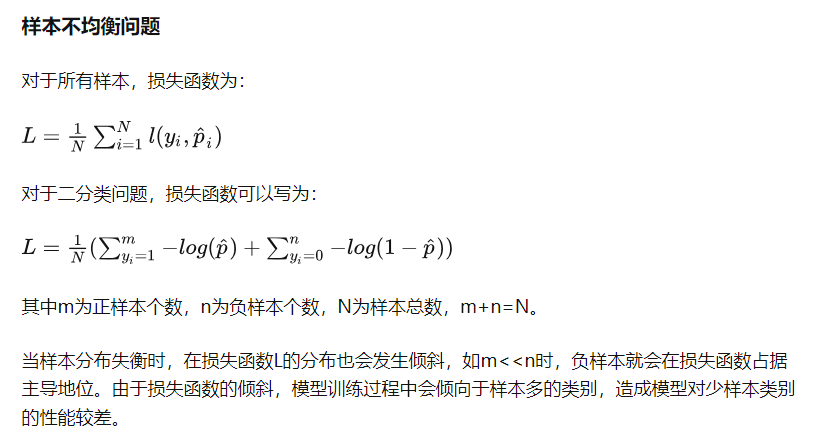 样本不均衡问题
对于所有样本，损失函数为：
L = \frac{1}{N} \sum_{i=1}^{N} l(y_i, \hat{p}_i)
对于二分类问题，损失函数可以写为：
L = \frac{1}{N} (\sum_{y_i=1}^{m} -log(\hat{p}) + \sum_{y_i=0}^{n} -log(1 - \hat{p}))
其中m为正样本个数，n为负样本个数，N为样本总数，m+n=N。
当样本分布失衡时，在损失函数L的分布也会发生倾斜，如m<<n时，负样本就会在损失函数占据
主导地位。由于损失函数的倾斜，模型训练过程中会倾向于样本多的类别，造成模型对少样本类别
的性能较差。